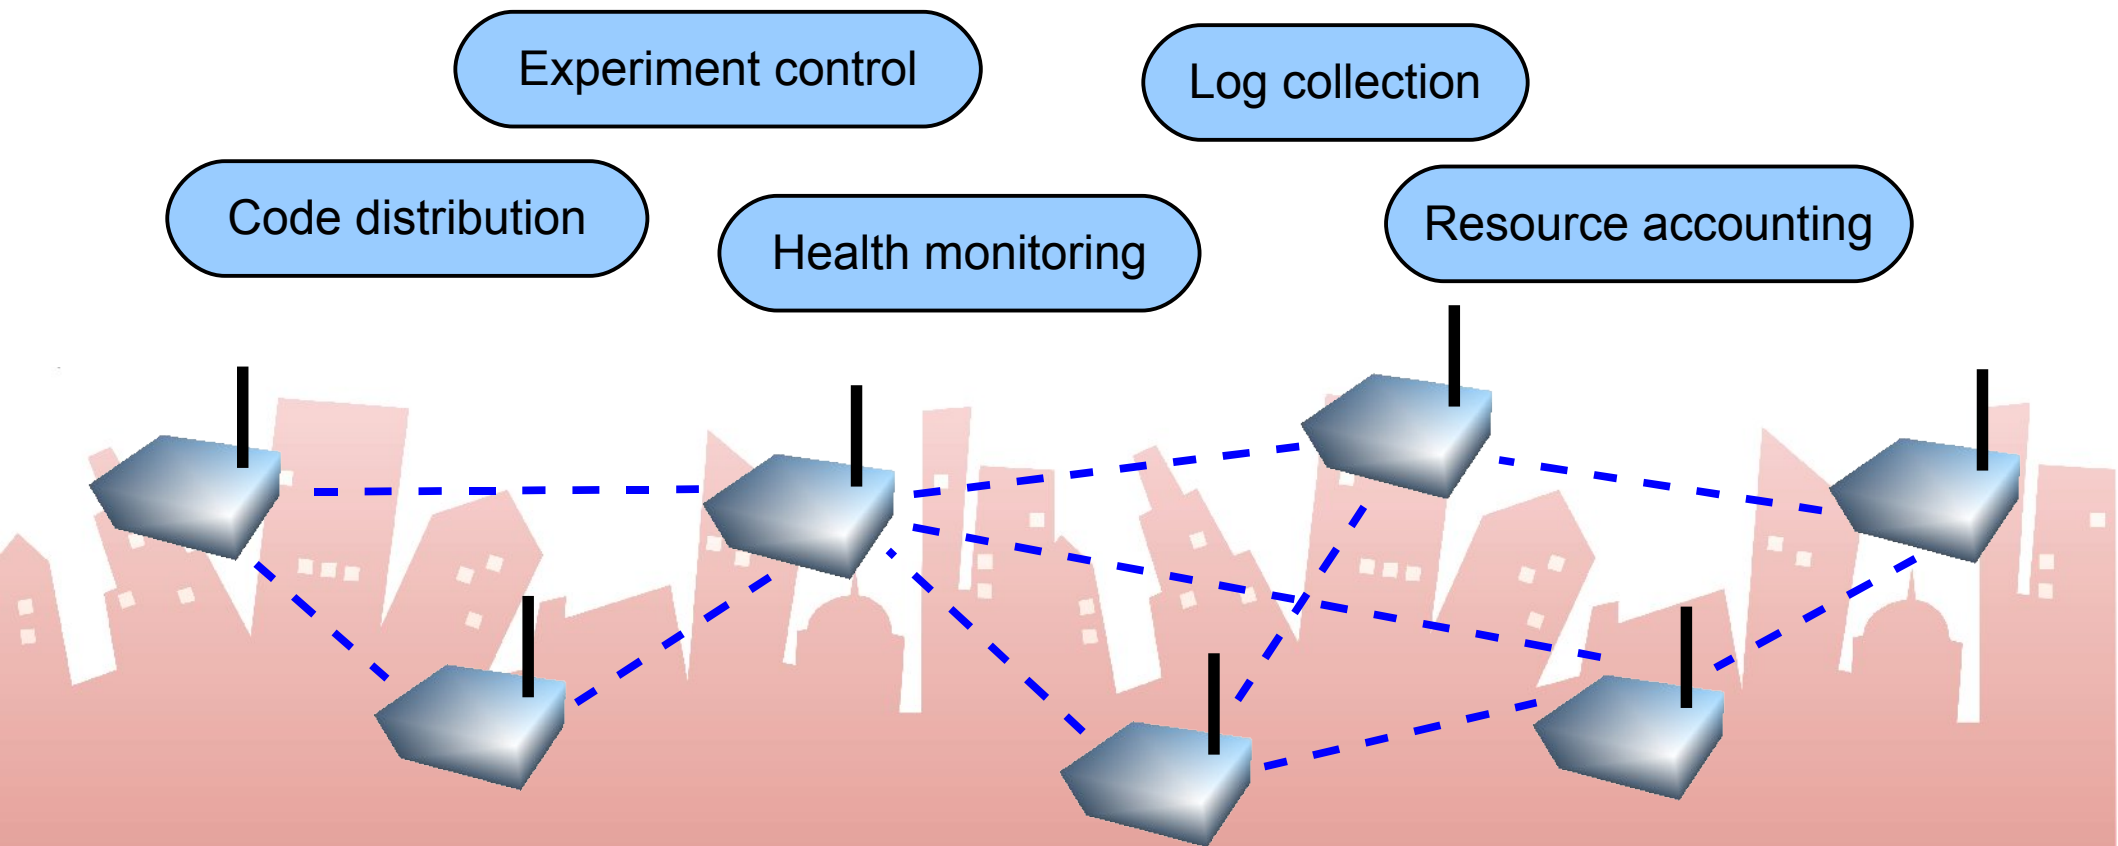 Experiment control
Log collection
Code distribution
Health monitoring
Resource accounting